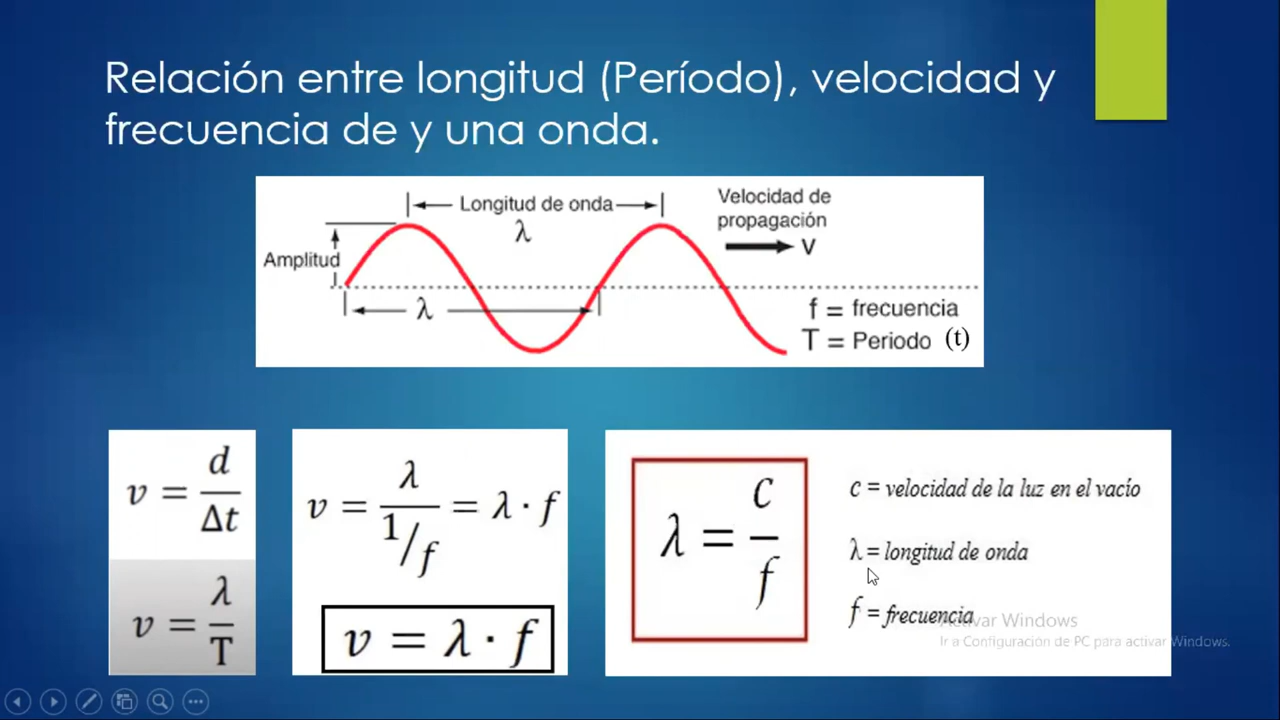 Relación entre longitud (Período), velocidad y
frecuencia de y una onda.
Longitud de onda
λ
Velocidad de
propagación
v
Amplitud
λ
f = frecuencia
T = Periodo (t)
v = d/Δt
v = λ/T
v = λ/1/f = λ · f
v = λ · f
λ = c/f
c = velocidad de la luz en el vacío
λ = longitud de onda
f = frecuencia
Activar Windows
Ir a Configuración de PC para activar Windows.